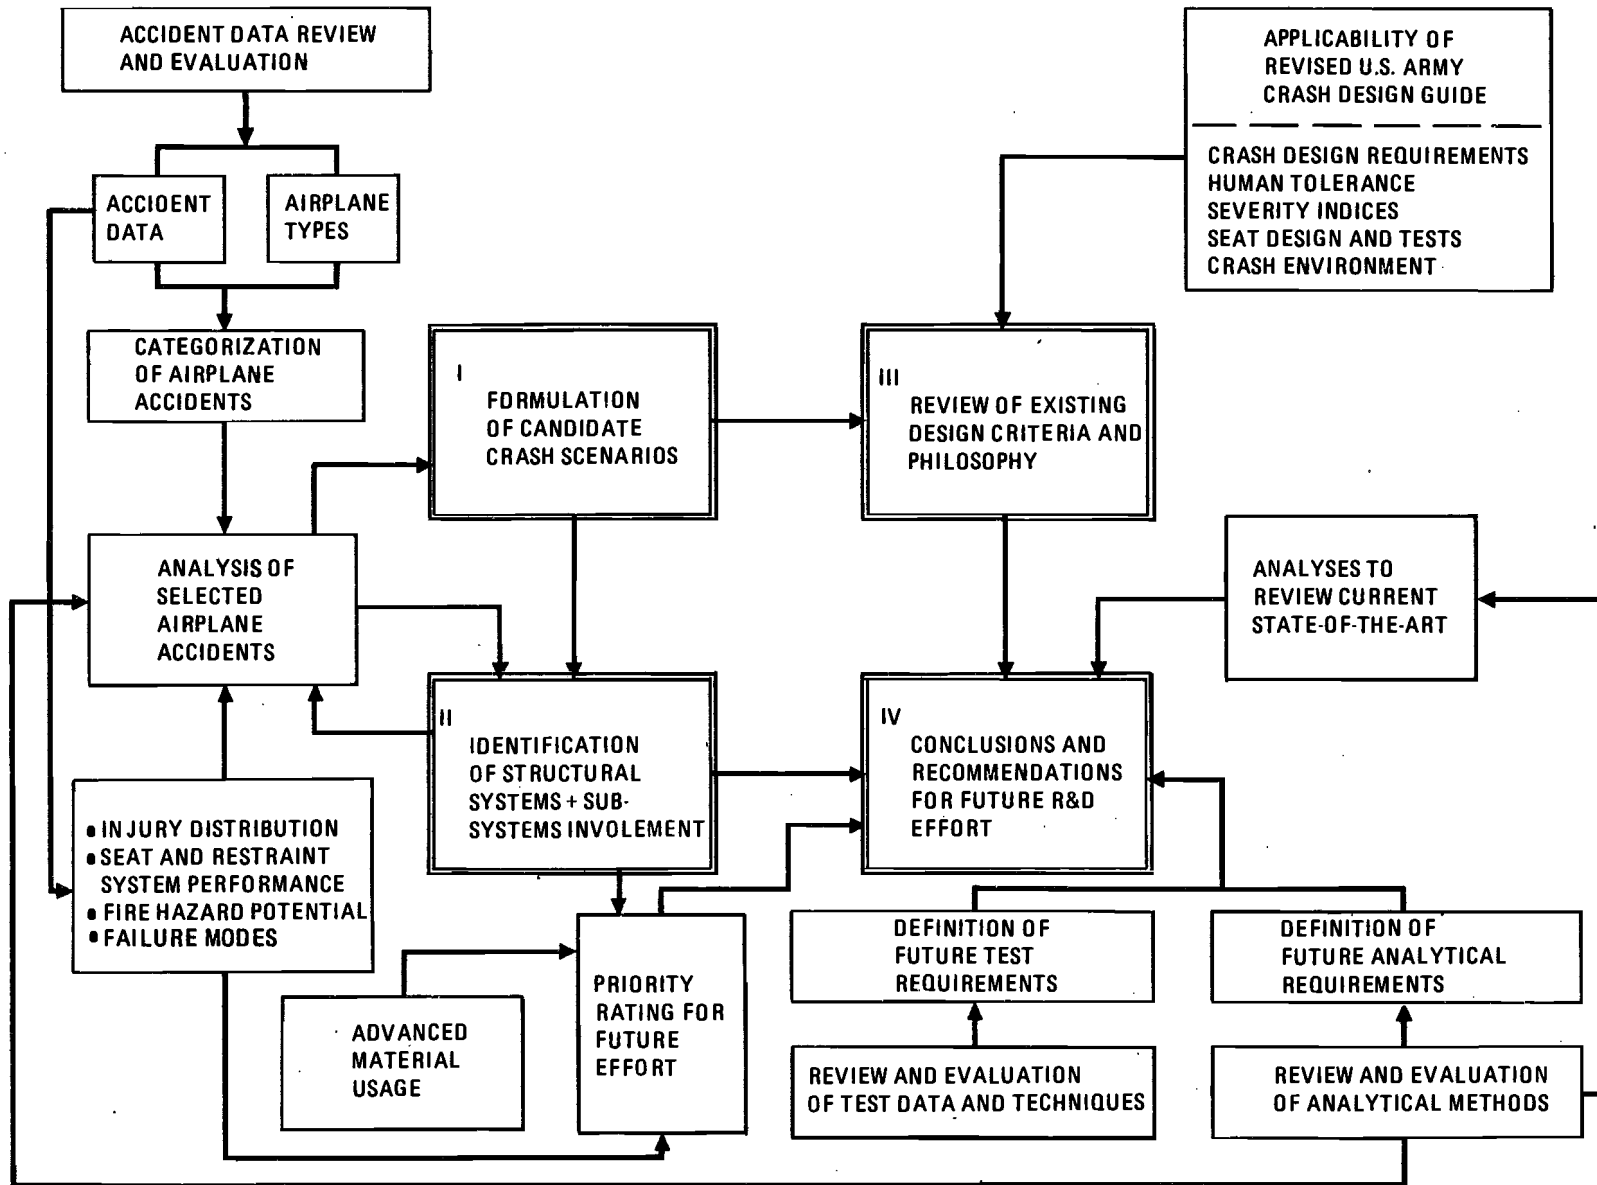 ACCIDENT DATA REVIEW
AND EVALUATION
APPLICABILITY OF
REVISED U.S. ARMY
CRASH DESIGN GUIDE
CRASH DESIGN REQUIREMENTS
HUMAN TOLERANCE
SEVERITY INDICES
SEAT DESIGN AND TESTS
CRASH ENVIRONMENT
ACCIDENT
DATA
AIRPLANE
TYPES
CATEGORIZATION
OF AIRPLANE
ACCIDENTS
I
FORMULATION
OF CANDIDATE
CRASH SCENARIOS
III
REVIEW OF EXISTING
DESIGN CRITERIA AND
PHILOSOPHY
ANALYSIS OF
SELECTED
AIRPLANE
ACCIDENTS
ANALYSES TO
REVIEW CURRENT
STATE-OF-THE-ART
II
IDENTIFICATION
OF STRUCTURAL
SYSTEMS + SUB-
SYSTEMS INVOLEMENT
IV
CONCLUSIONS AND
RECOMMENDATIONS
FOR FUTURE R&D
EFFORT
• INJURY DISTRIBUTION
• SEAT AND RESTRAINT
SYSTEM PERFORMANCE
• FIRE HAZARD POTENTIAL
• FAILURE MODES
ADVANCED
MATERIAL
USAGE
PRIORITY
RATING FOR
FUTURE
EFFORT
DEFINITION OF
FUTURE TEST
REQUIREMENTS
DEFINITION OF
FUTURE ANALYTICAL
REQUIREMENTS
REVIEW AND EVALUATION
OF TEST DATA AND TECHNIQUES
REVIEW AND EVALUATION
OF ANALYTICAL METHODS